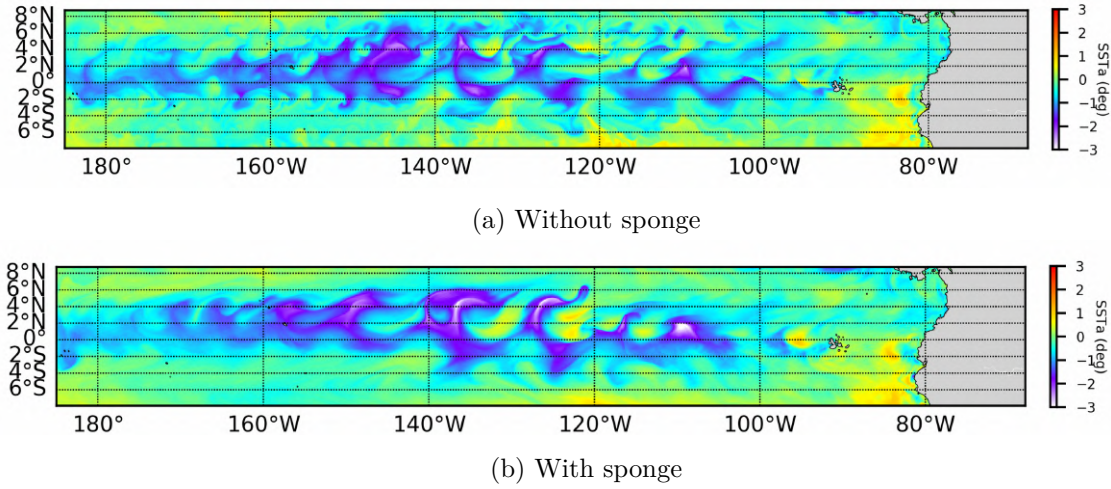 8°N
6°N
4°N
2°N
0°
2°S
4°S
6°S
180°
160°W
140°W
120°W
100°W
80°W
3
2
1
0
−1
−2
−3
SSTa (deg)
(a) Without sponge
8°N
6°N
4°N
2°N
0°
2°S
4°S
6°S
180°
160°W
140°W
120°W
100°W
80°W
3
2
1
0
−1
−2
−3
SSTa (deg)
(b) With sponge